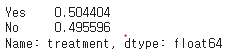 Yes    0.504404
No     0.495596
Name: treatment, dtype: float64